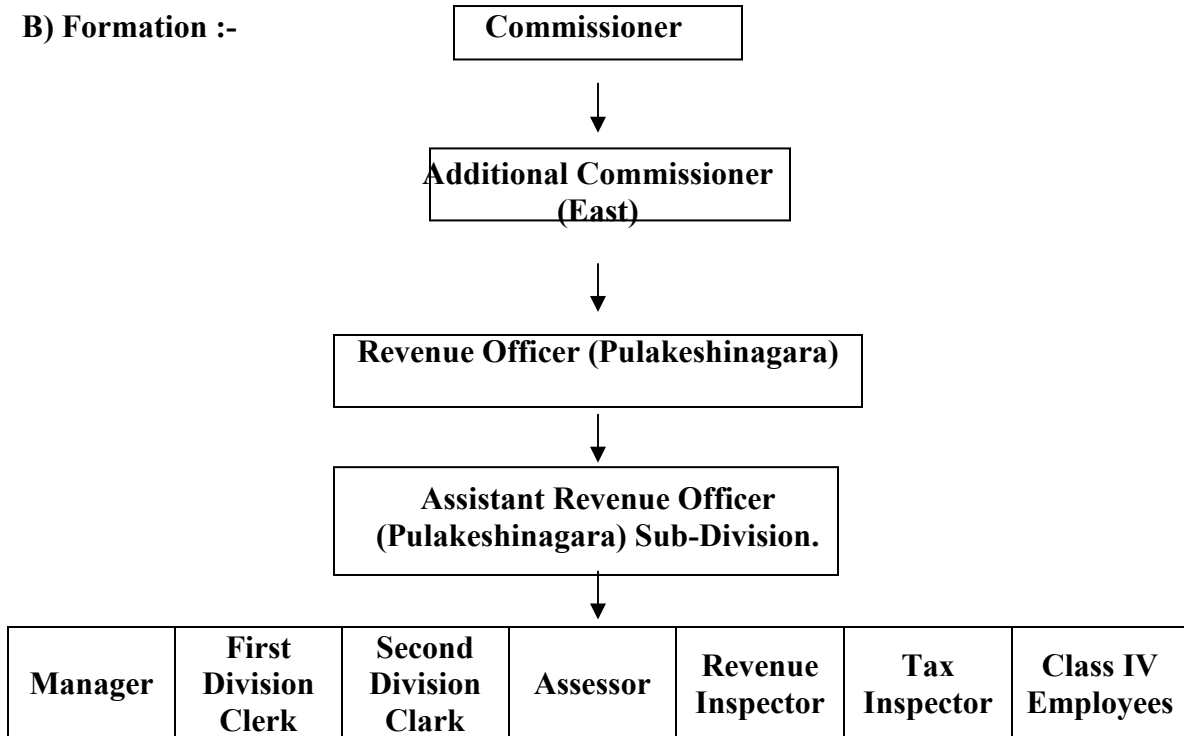 B) Formation :-
Commissioner
Additional Commissioner
(East)
Revenue Officer (Pulakeshinagara)
Assistant Revenue Officer
(Pulakeshinagara) Sub-Division.
Manager
First
Division
Clerk
Second
Division
Clark
Assessor
Revenue
Inspector
Tax
Inspector
Class IV
Employees